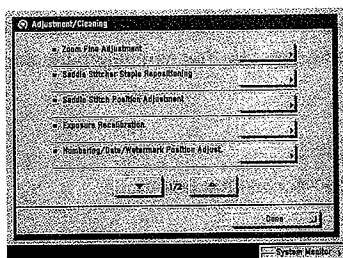 Adjustment/Cleaning
Zoom Fine Adjustment
Saddle Stitcher Staple Repositioning
Saddle Stitch Position Adjustment
Exposure Recalibration
Numbering/Date/Watermark Position Adjust.
1/2
Done
System Monitor